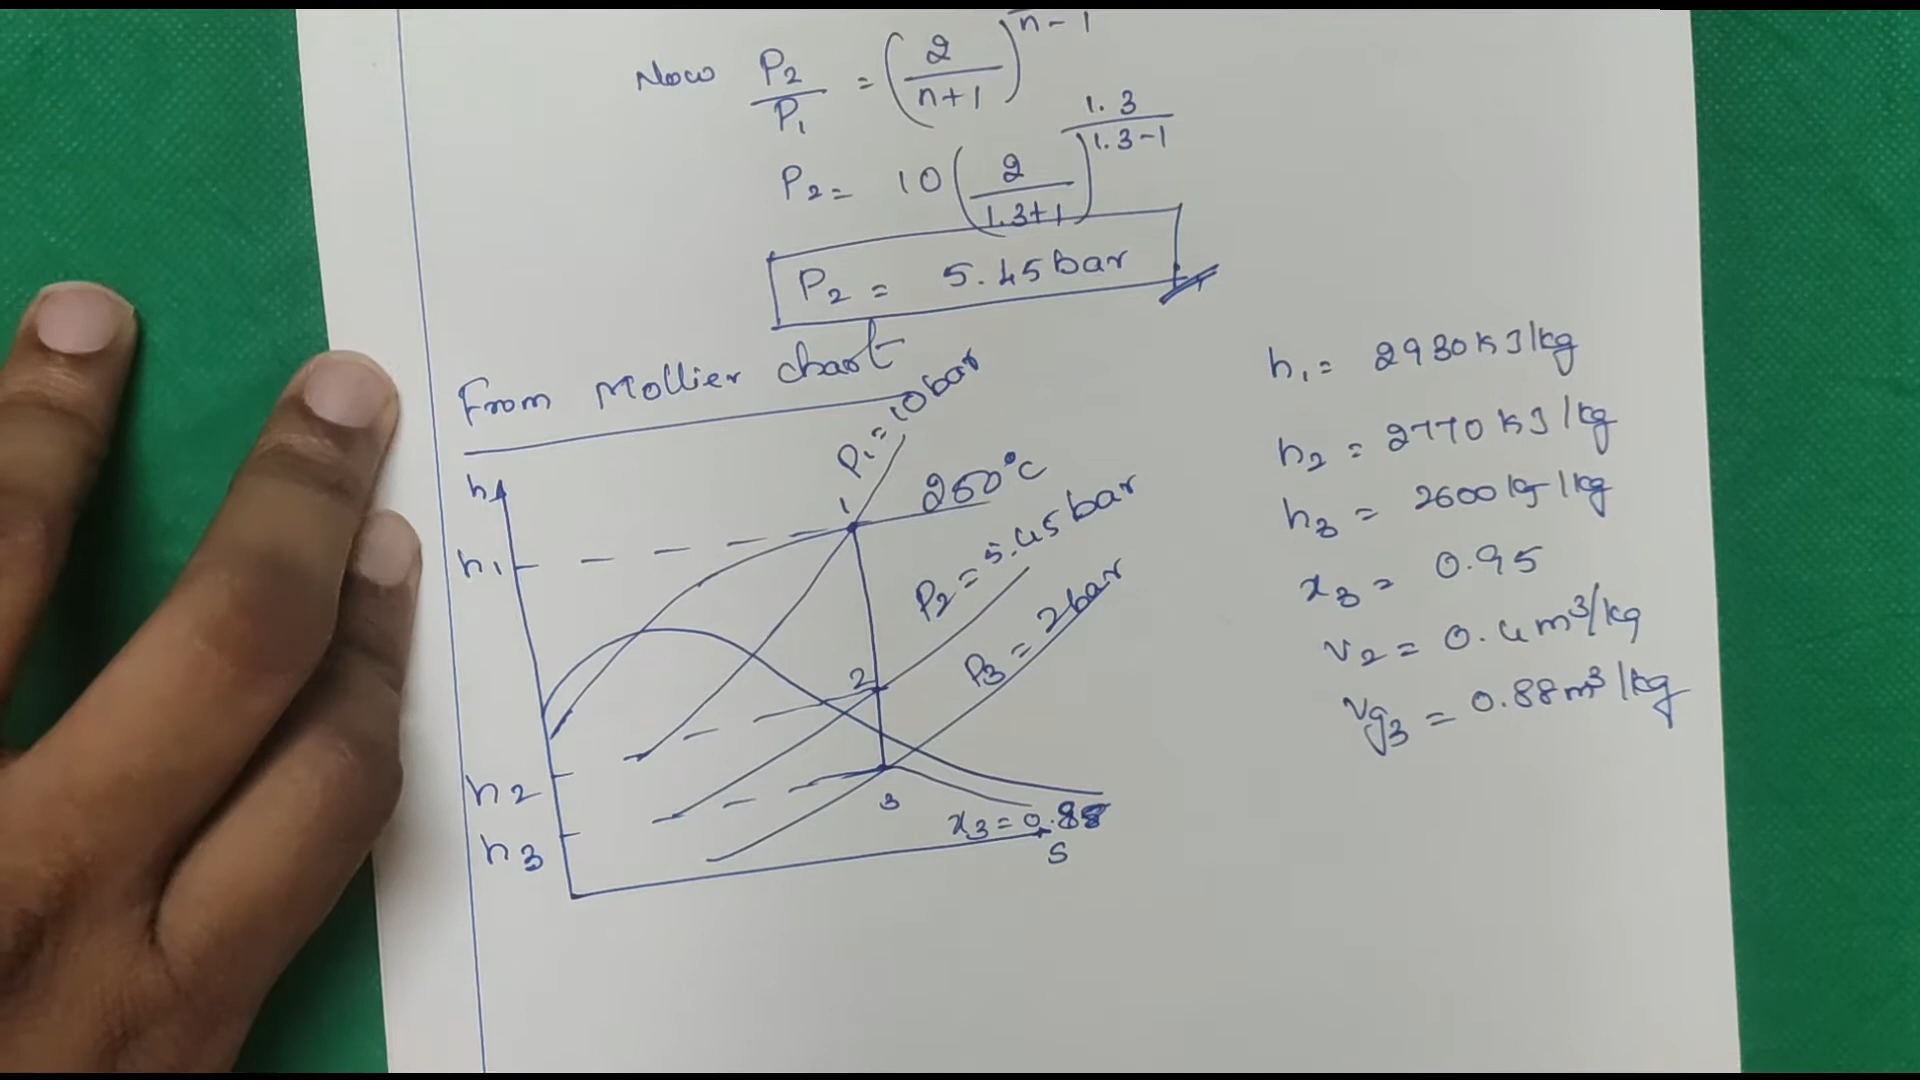 Now P2/P1 = (2/n+1)^n-1
P2 = 10 (2/1.3+1)^1.3/1.3-1
P2 = 5.45 bar
From Mollier chart
P1 = 10 bar
h
1
250°C
h1
P2 = 5.45 bar
P3 = 2 bar
2
h2
3
x3 = 0.88
h3
s
h1 = 2930 kJ/kg
h2 = 2770 kJ/kg
h3 = 2600 kJ/kg
x3 = 0.95
v2 = 0.4 m³/kg
vg3 = 0.88 m³/kg